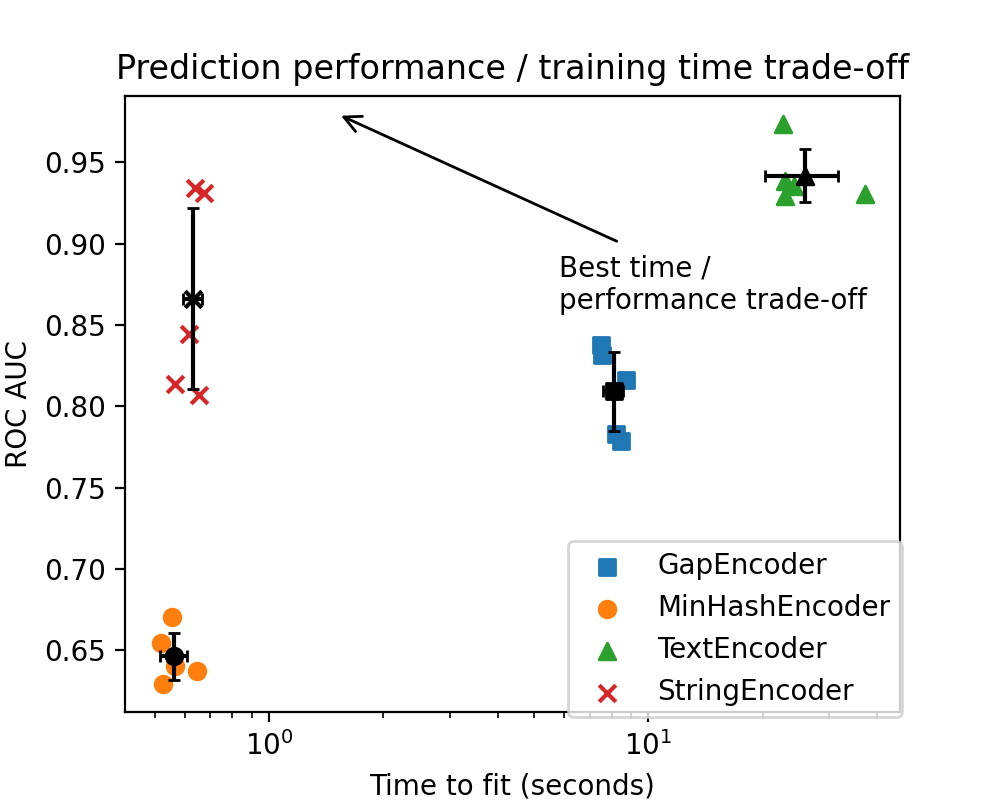 Prediction performance / training time trade-off
0.95
0.90
0.85
0.80
0.75
0.70
0.65
ROC AUC
Best time /
performance trade-off
GapEncoder
MinHashEncoder
TextEncoder
StringEncoder
10⁰
10¹
Time to fit (seconds)